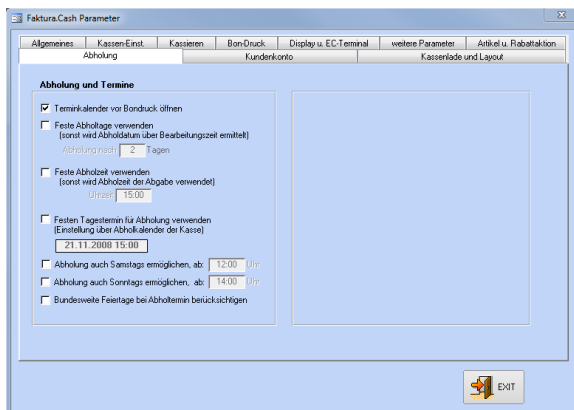 Faktura.Cash Parameter
Allgemeines Kassen-Einst. Kassieren Bon-Druck Display u. EC-Terminal weitere Parameter Artikel u. Rabattaktion
Abholung Kundenkonto Kassenlade und Layout
Abholung und Termine
Terminkalender vor Bondruck öffnen
Feste Abholtage verwenden
(sonst wird Abholdatum über Bearbeitungszeit ermittelt)
Abholung nach 2 Tagen
Feste Abholzeit verwenden
(sonst wird Abholzeit der Abgabe verwendet)
Uhrzeit 15:00
Festen Tagestermin für Abholung verwenden
(Einstellung über Abholkalender der Kasse)
21.11.2008 15:00
Abholung auch Samstags ermöglichen, ab: 12:00 Uhr
Abholung auch Sonntags ermöglichen, ab: 14:00 Uhr
Bundesweite Feiertage bei Abholtermin berücksichtigen
EXIT